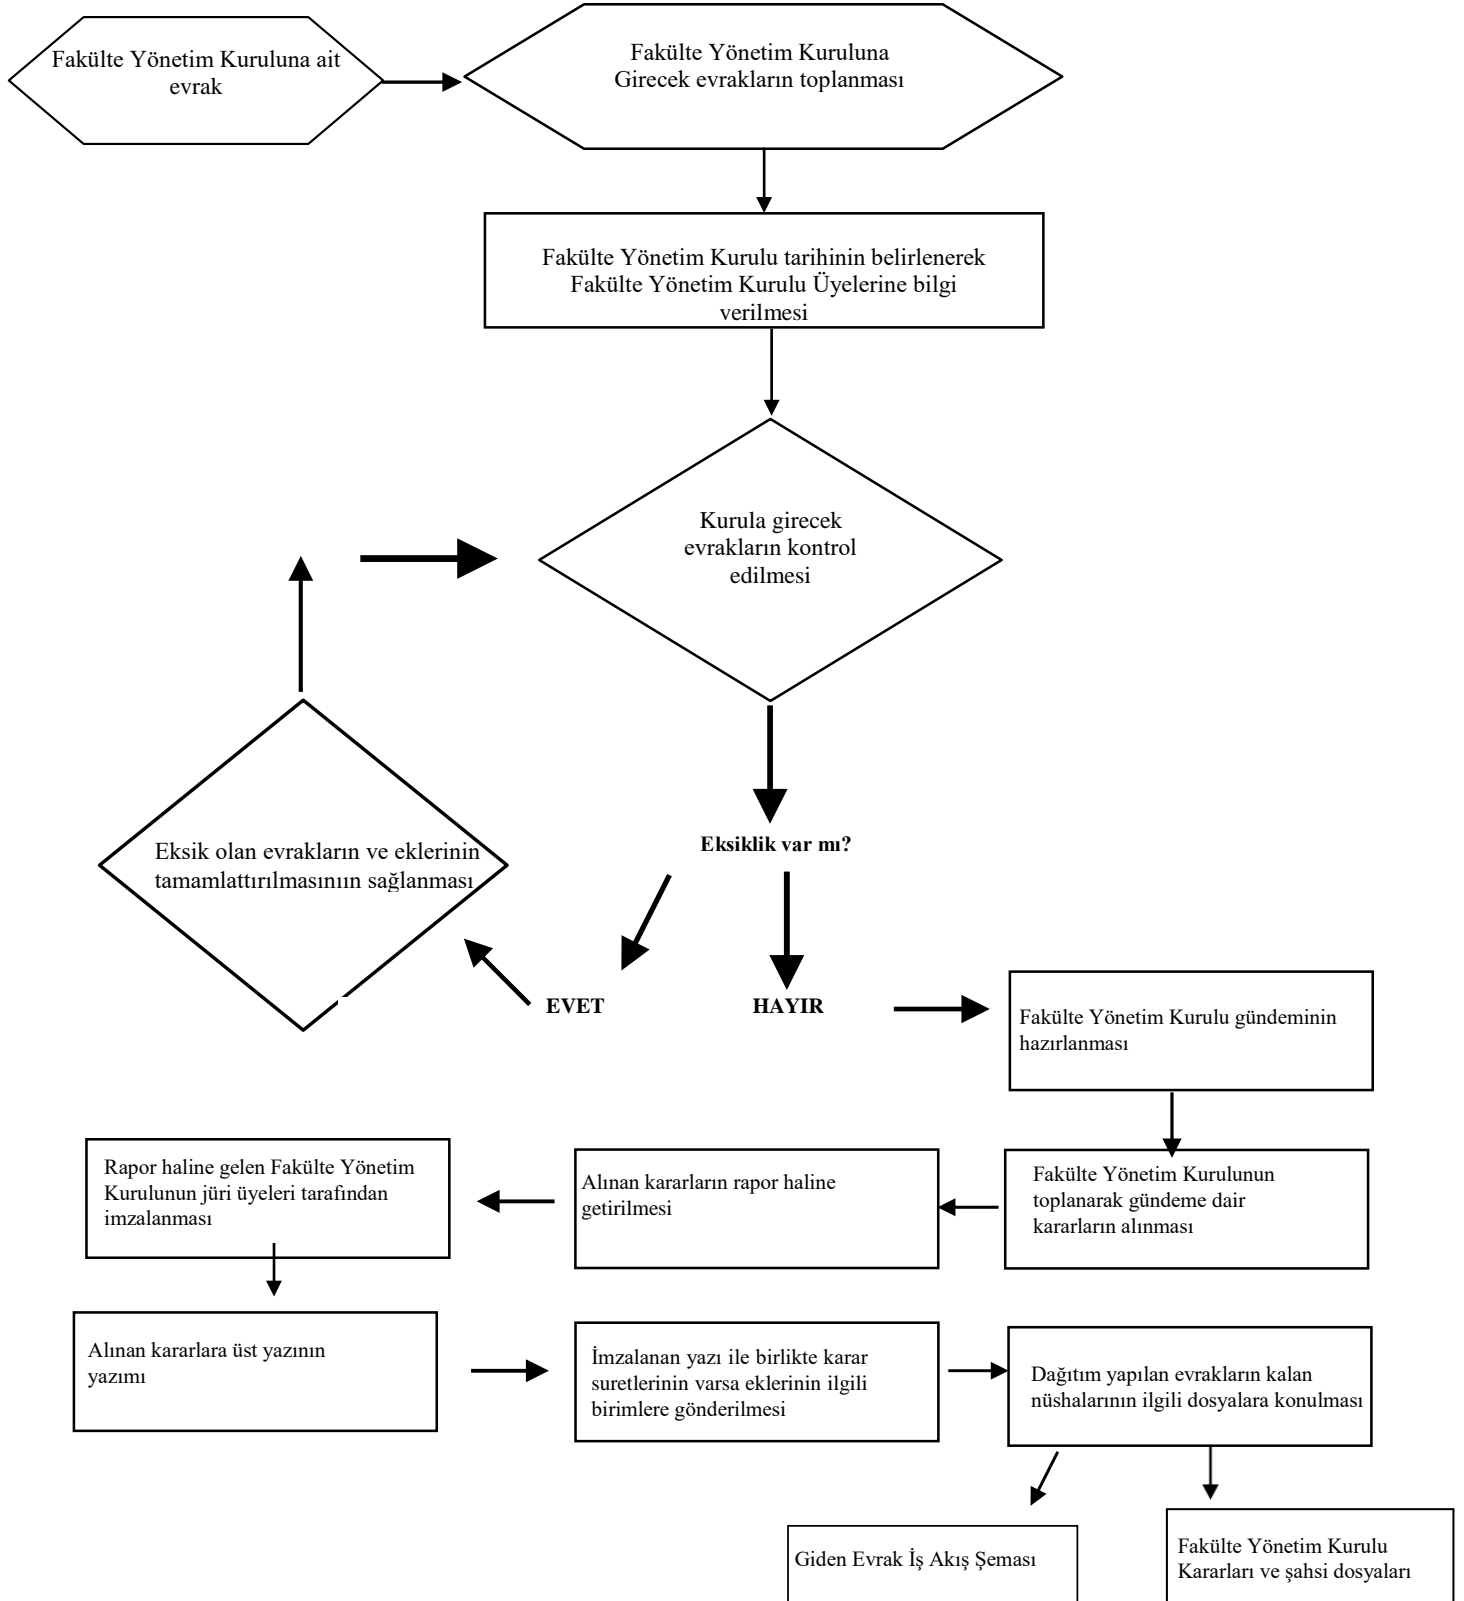 Fakülte Yönetim Kuruluna ait
evrak
Fakülte Yönetim Kuruluna
Girecek evrakların toplanması
Fakülte Yönetim Kurulu tarihinin belirlenerek
Fakülte Yönetim Kurulu Üyelerine bilgi
verilmesi
Kurula girecek
evrakların kontrol
edilmesi
Eksik olan evrakların ve eklerinin
tamamlattırılmasınıın sağlanması
Eksiklik var mı?
EVET
HAYIR
Fakülte Yönetim Kurulu gündeminin
hazırlanması
Fakülte Yönetim Kurulunun
toplanarak gündeme dair
kararların alınması
Alınan kararların rapor haline
getirilmesi
Rapor haline gelen Fakülte Yönetim
Kurulunun jüri üyeleri tarafından
imzalanması
Alınan kararlara üst yazının
yazımı
İmzalanan yazı ile birlikte karar
suretlerinin varsa eklerinin ilgili
birimlere gönderilmesi
Dağıtım yapılan evrakların kalan
nüshalarının ilgili dosyalara konulması
Giden Evrak İş Akış Şeması
Fakülte Yönetim Kurulu
Kararları ve şahsi dosyaları